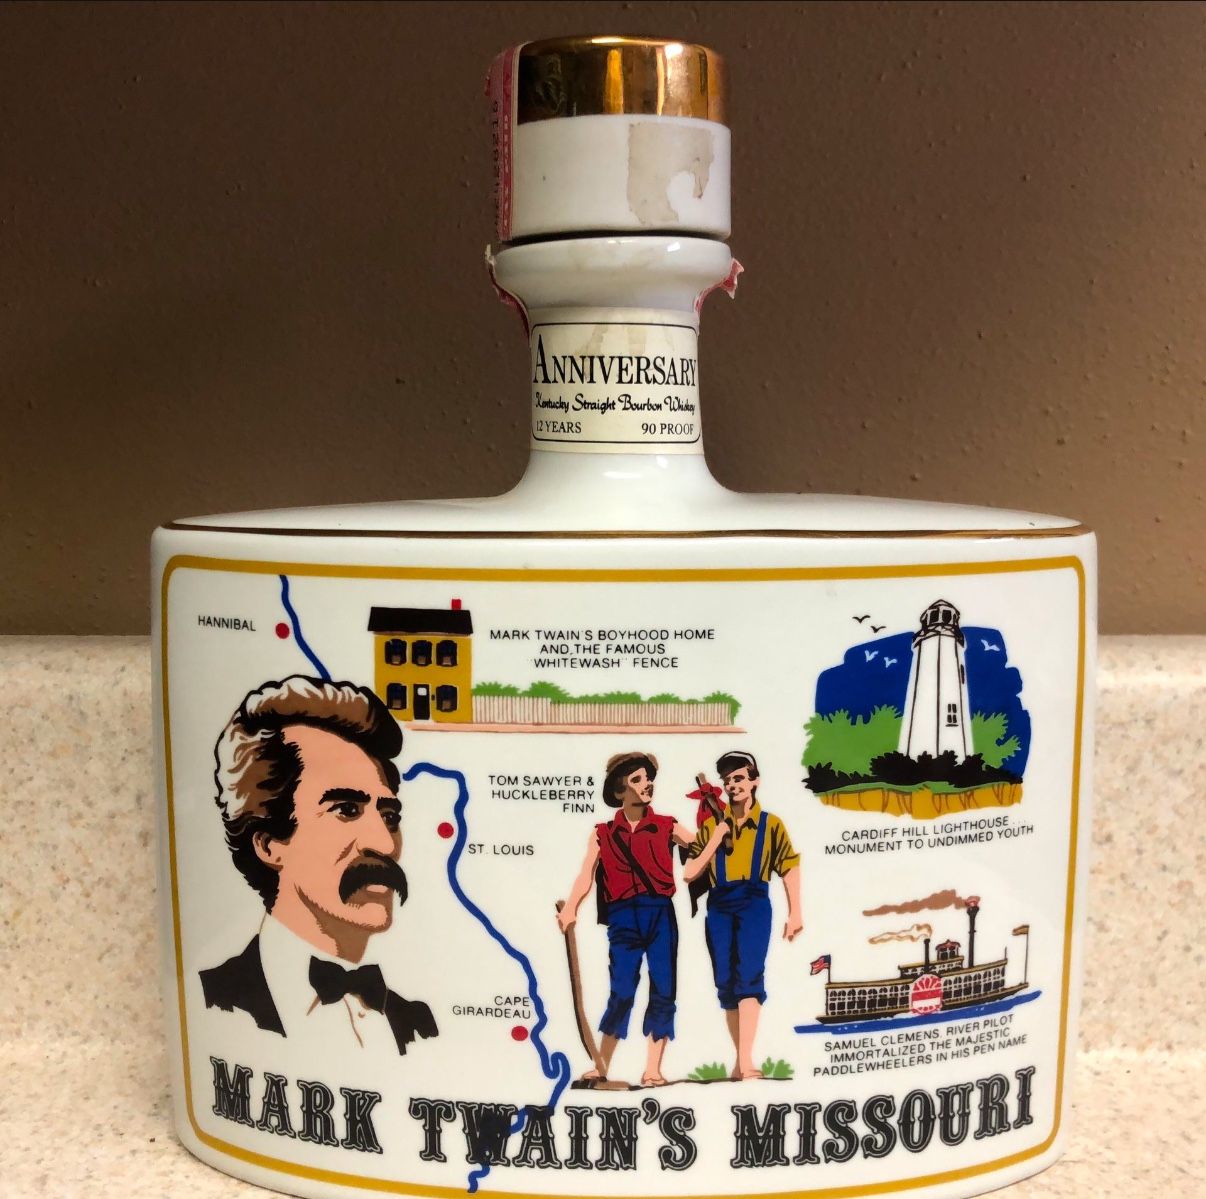 ANNIVERSARY
Kentucky Straight Bourbon Whiskey
12 YEARS 90 PROOF
HANNIBAL
MARK TWAIN'S BOYHOOD HOME
AND THE FAMOUS
"WHITEWASH" FENCE
TOM SAWYER &
HUCKLEBERRY
FINN
CARDIFF HILL LIGHTHOUSE...
MONUMENT TO UNDIMMED YOUTH
ST. LOUIS
CAPE
GIRARDEAU
SAMUEL CLEMENS, RIVER PILOT
IMMORTALIZED THE MAJESTIC
PADDLEWHEELERS IN HIS PEN NAME
MARK TWAIN'S MISSOURI